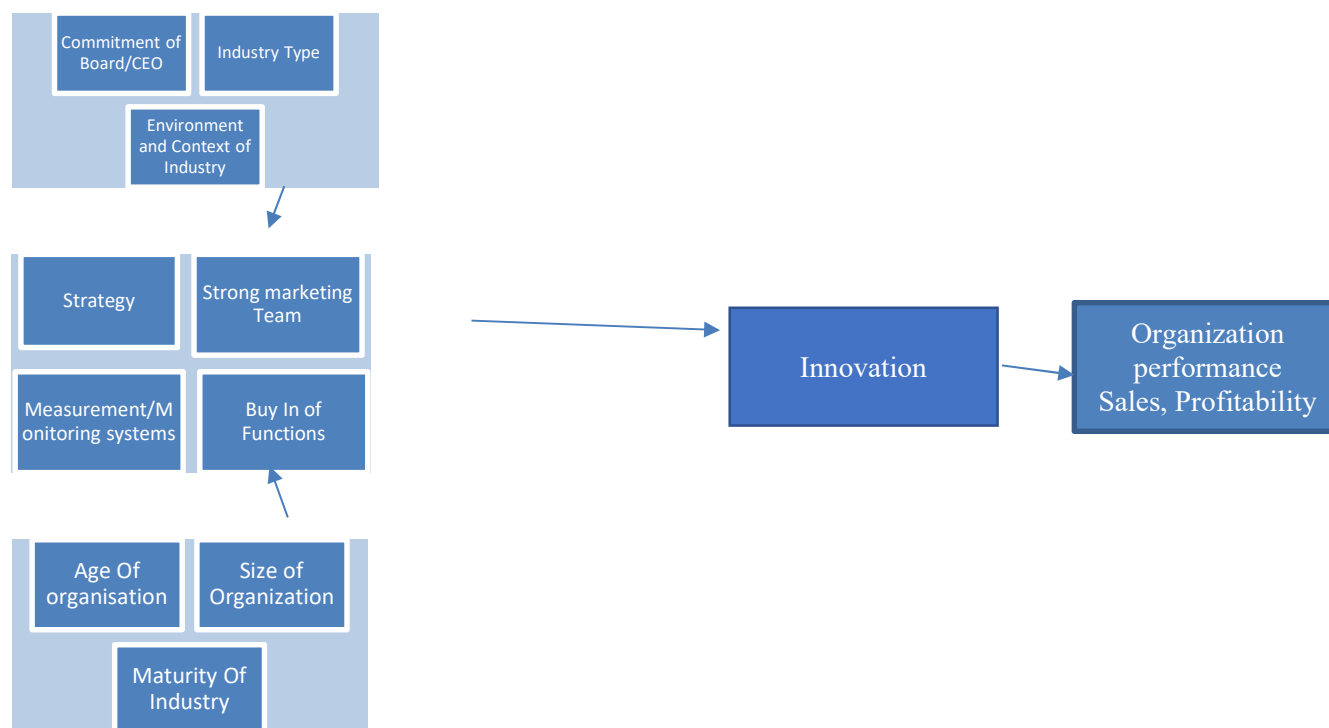 Commitment of
Board/CEO
Industry Type
Environment
and Context of
Industry
Strategy
Strong marketing
Team
Measurement/M
onitoring systems
Buy In of
Functions
Innovation
Organization
performance
Sales, Profitability
Age Of
organisation
Size of
Organization
Maturity Of
Industry